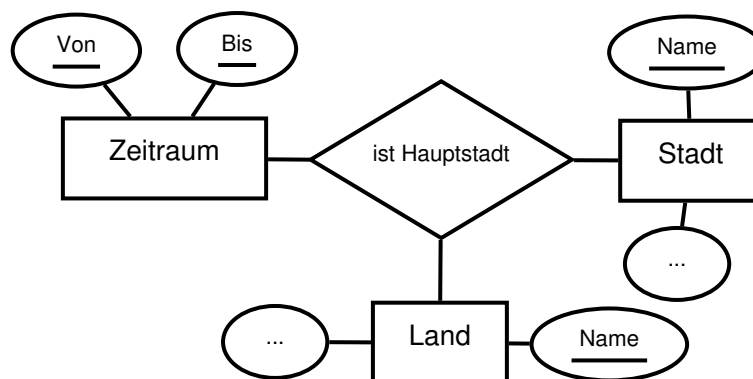 Von
Bis
Name
Zeitraum
ist Hauptstadt
Stadt
...
...
Land
Name